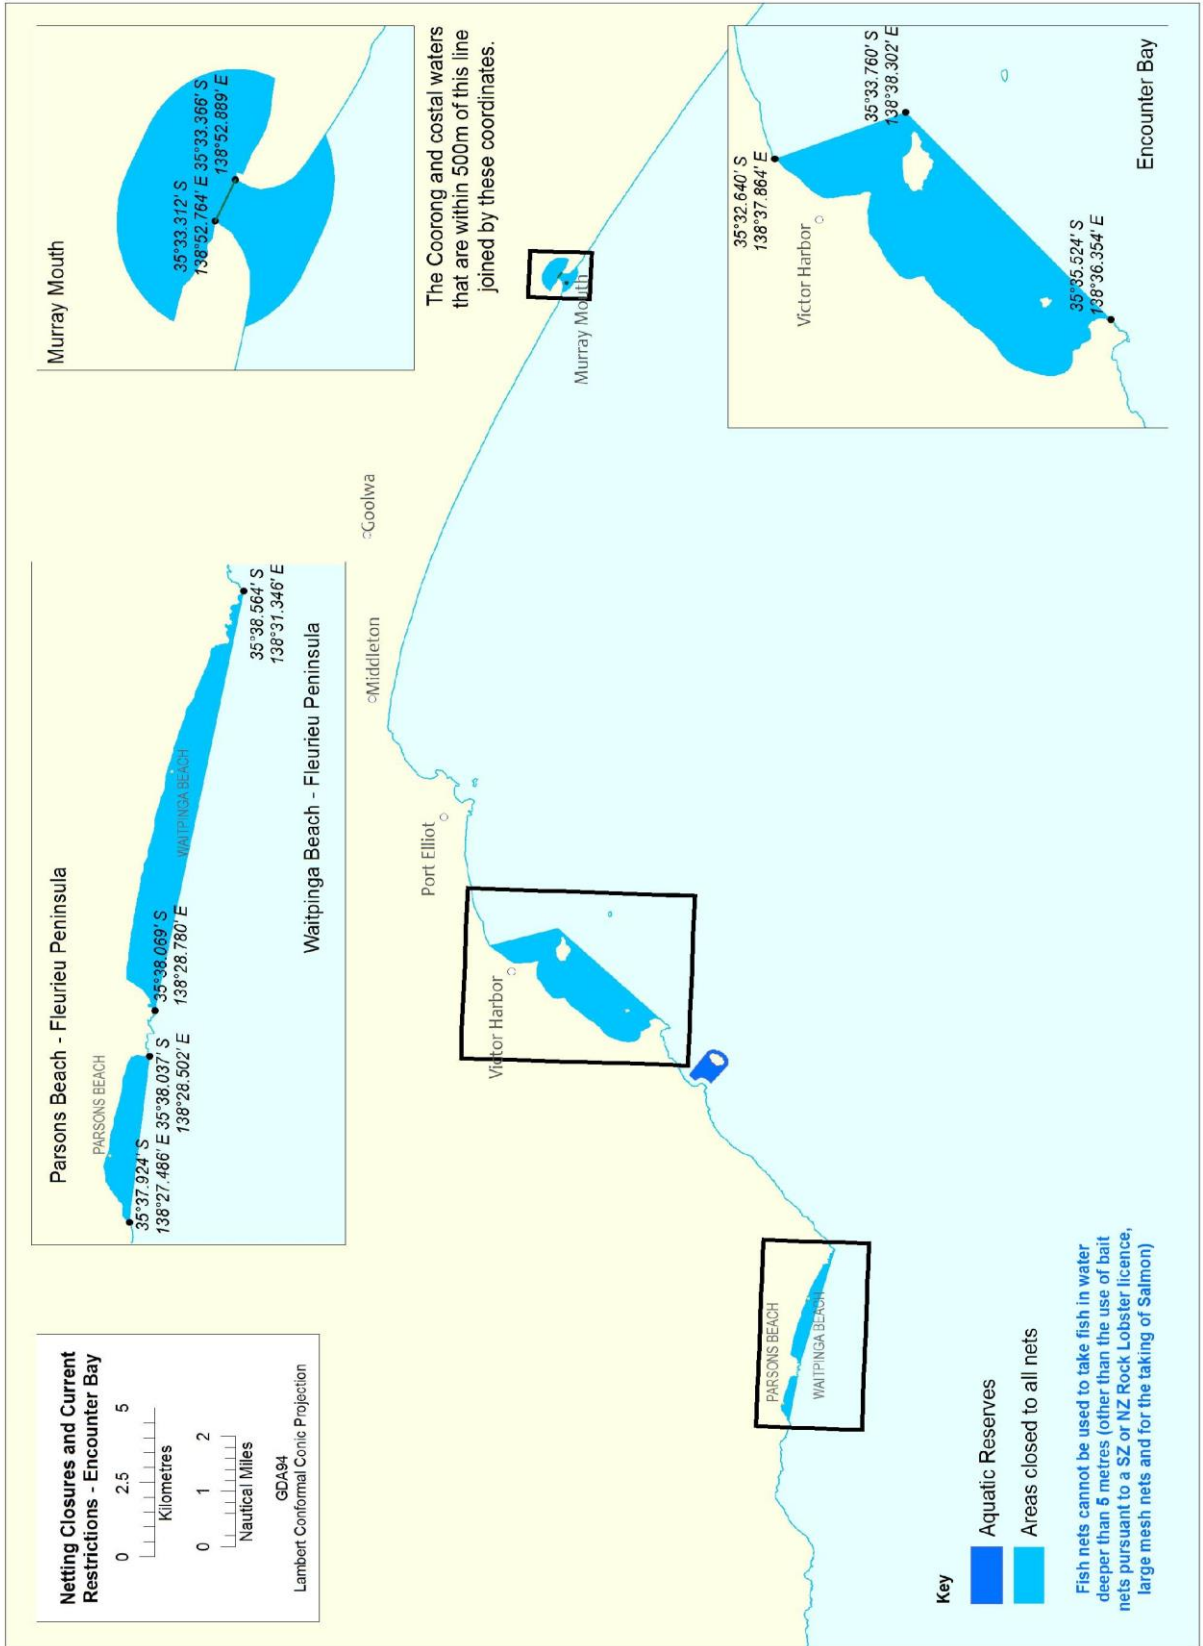 Netting Closures and Current
Restrictions - Encounter Bay
0 2.5 5
Kilometres
0 1 2
Nautical Miles
GDA94
Lambert Conformal Conic Projection
Parsons Beach - Fleurieu Peninsula
PARSONS BEACH
35°37.924' S
138°27.486' E
35°38.037' S
138°28.502' E
35°38.069' S
138°28.780' E
WAITPINGA BEACH
35°38.564' S
138°31.346' E
Waitpinga Beach - Fleurieu Peninsula
Murray Mouth
35°33.312' S
138°52.764' E
35°33.366' S
138°52.889' E
The Coorong and costal waters
that are within 500m of this line
joined by these coordinates.
Goolwa
Middleton
Port Elliot
Victor Harbor
Murray Mouth
PARSONS BEACH
WAITPINGA BEACH
35°32.640' S
138°37.864' E
35°33.760' S
138°38.302' E
Victor Harbor
35°35.524' S
138°36.354' E
Encounter Bay
Key
Aquatic Reserves
Areas closed to all nets
Fish nets cannot be used to take fish in water
deeper than 5 metres (other than the use of bait
nets pursuant to a SZ or NZ Rock Lobster licence,
large mesh nets and for the taking of Salmon)